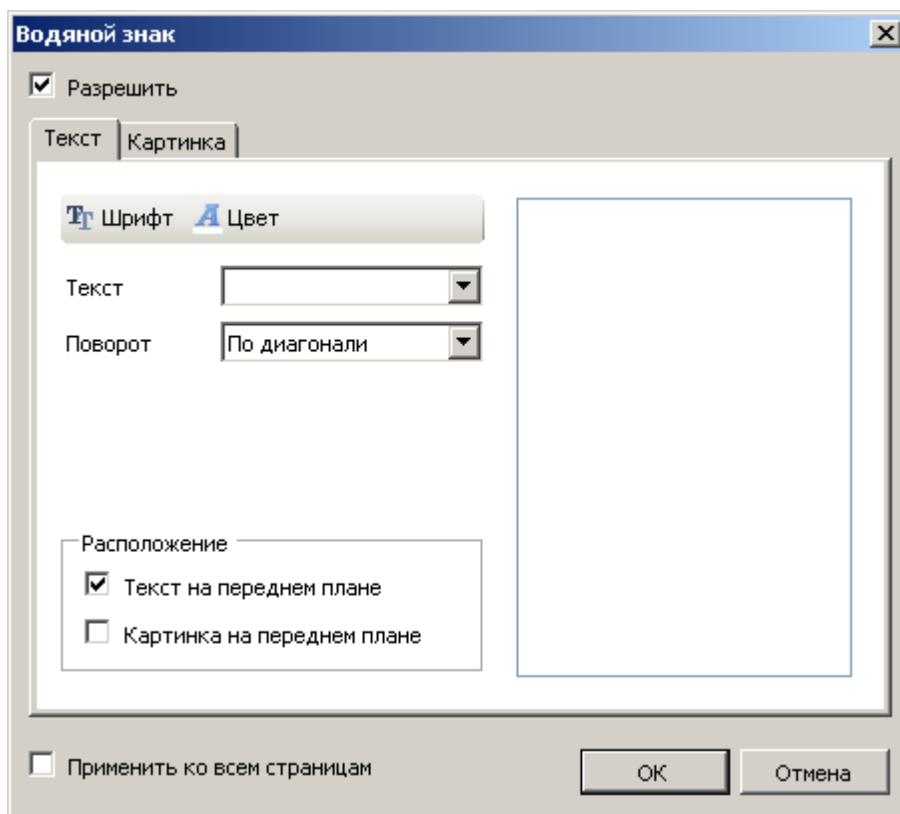 Водяной знак
Разрешить
Текст Картинка
Шрифт Цвет
Текст
Поворот По диагонали
Расположение
Текст на переднем плане
Картинка на переднем плане
Применить ко всем страницам OK Отмена